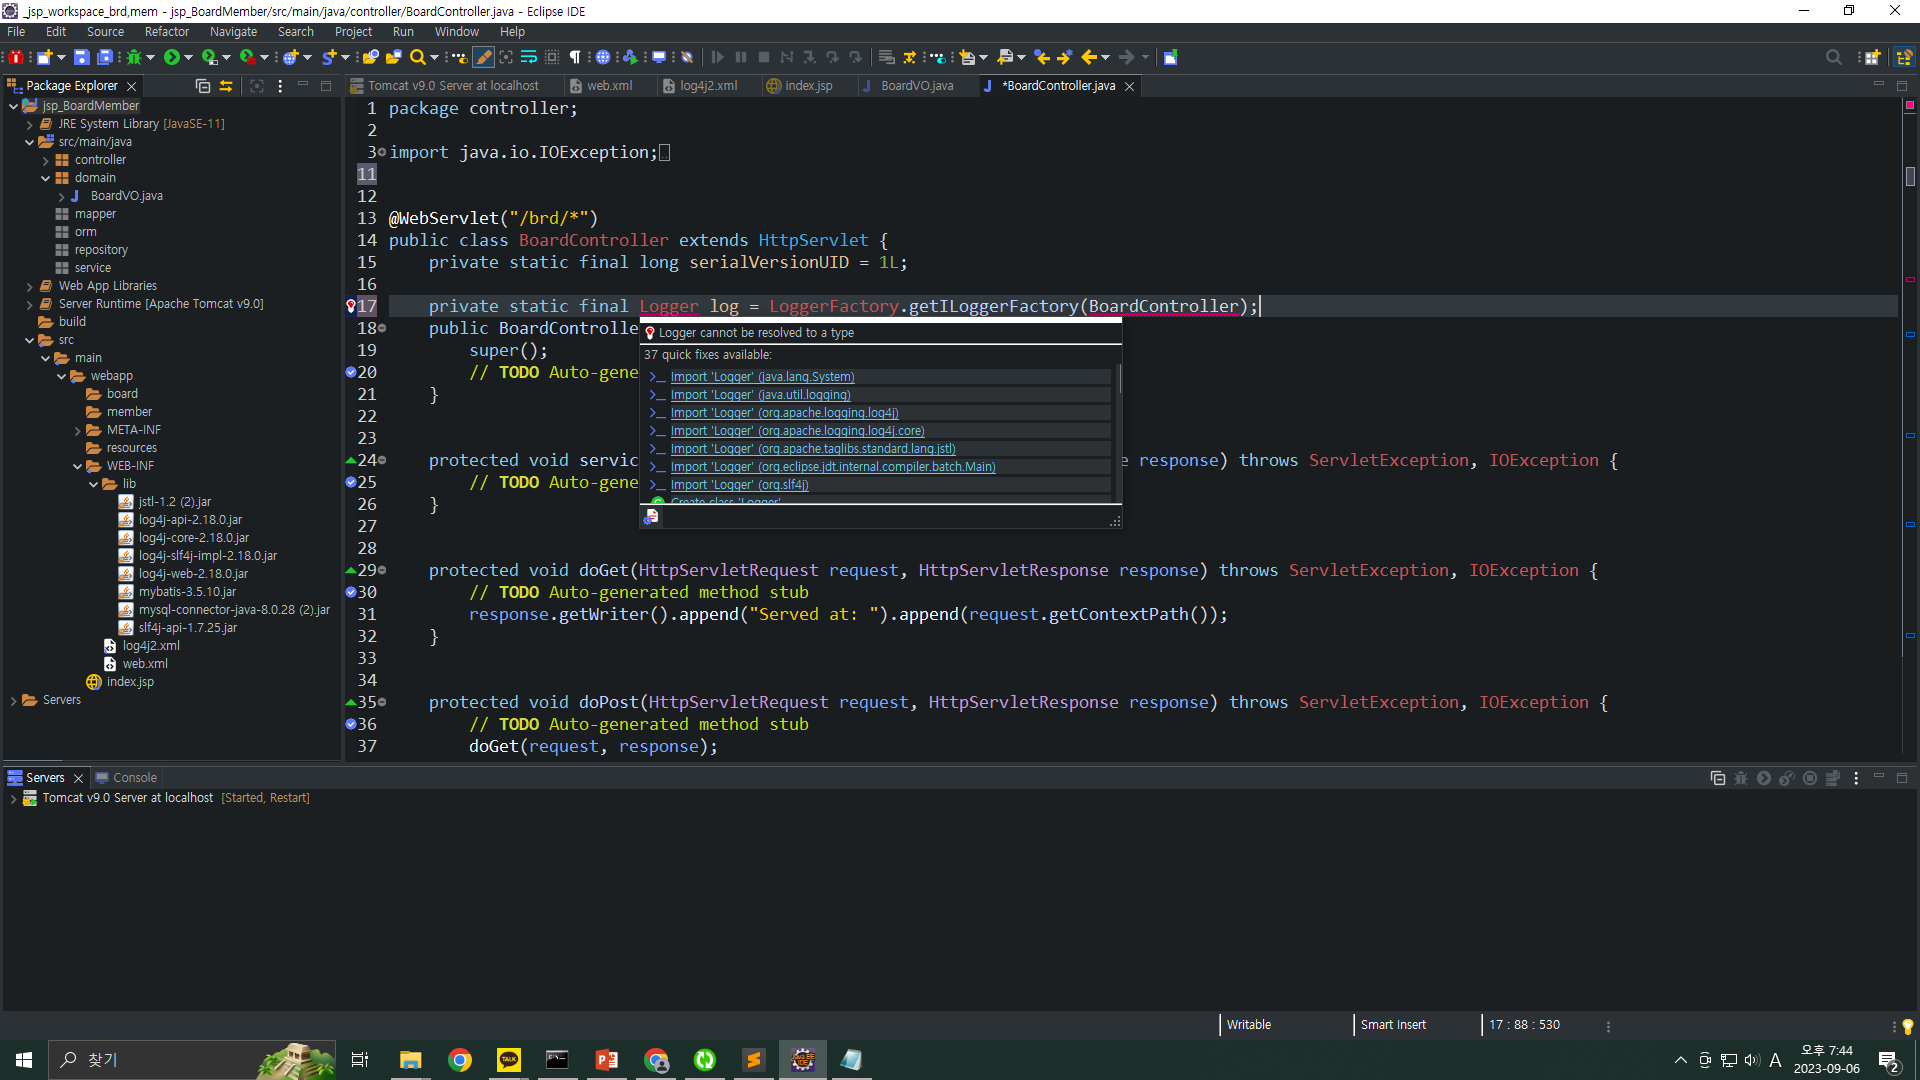 _jsp_workspace_brd,mem - jsp_BoardMember/src/main/java/controller/BoardController.java - Eclipse IDE
File Edit Source Refactor Navigate Search Project Run Window Help
Package Explorer
jsp_BoardMember
JRE System Library [JavaSE-11]
src/main/java
controller
domain
BoardVO.java
mapper
orm
repository
service
Web App Libraries
Server Runtime [Apache Tomcat v9.0]
build
src
main
webapp
board
member
META-INF
resources
WEB-INF
lib
jstl-1.2 (2).jar
log4j-api-2.18.0.jar
log4j-core-2.18.0.jar
log4j-slf4j-impl-2.18.0.jar
log4j-web-2.18.0.jar
mybatis-3.5.10.jar
mysql-connector-java-8.0.28 (2).jar
slf4j-api-1.7.25.jar
log4j2.xml
web.xml
index.jsp
Servers
Tomcat v9.0 Server at localhost web.xml log4j2.xml index.jsp BoardVO.java *BoardController.java
1 package controller;
2
3 import java.io.IOException;
11
12
13 @WebServlet("/brd/*")
14 public class BoardController extends HttpServlet {
15 private static final long serialVersionUID = 1L;
16
17 private static final Logger log = LoggerFactory.getILoggerFactory(BoardController);
18 public BoardControlle
19 super();
20 // TODO Auto-gene
21 }
22
23
24 protected void servic e response) throws ServletException, IOException {
25 // TODO Auto-gene
26 }
27
28
29 protected void doGet(HttpServletRequest request, HttpServletResponse response) throws ServletException, IOException {
30 // TODO Auto-generated method stub
31 response.getWriter().append("Served at: ").append(request.getContextPath());
32 }
33
34
35 protected void doPost(HttpServletRequest request, HttpServletResponse response) throws ServletException, IOException {
36 // TODO Auto-generated method stub
37 doGet(request, response);
Logger cannot be resolved to a type
37 quick fixes available:
Import 'Logger' (java.lang.System)
Import 'Logger' (java.util.logging)
Import 'Logger' (org.apache.logging.log4j)
Import 'Logger' (org.apache.logging.log4j.core)
Import 'Logger' (org.apache.taglibs.standard.lang.jstl)
Import 'Logger' (org.eclipse.jdt.internal.compiler.batch.Main)
Import 'Logger' (org.slf4j)
Create class 'Logger'
Servers Console
Tomcat v9.0 Server at localhost [Started, Restart]
Writable Smart Insert 17 : 88 : 530
찾기
TALK
A
오후 7:44
2023-09-06
2